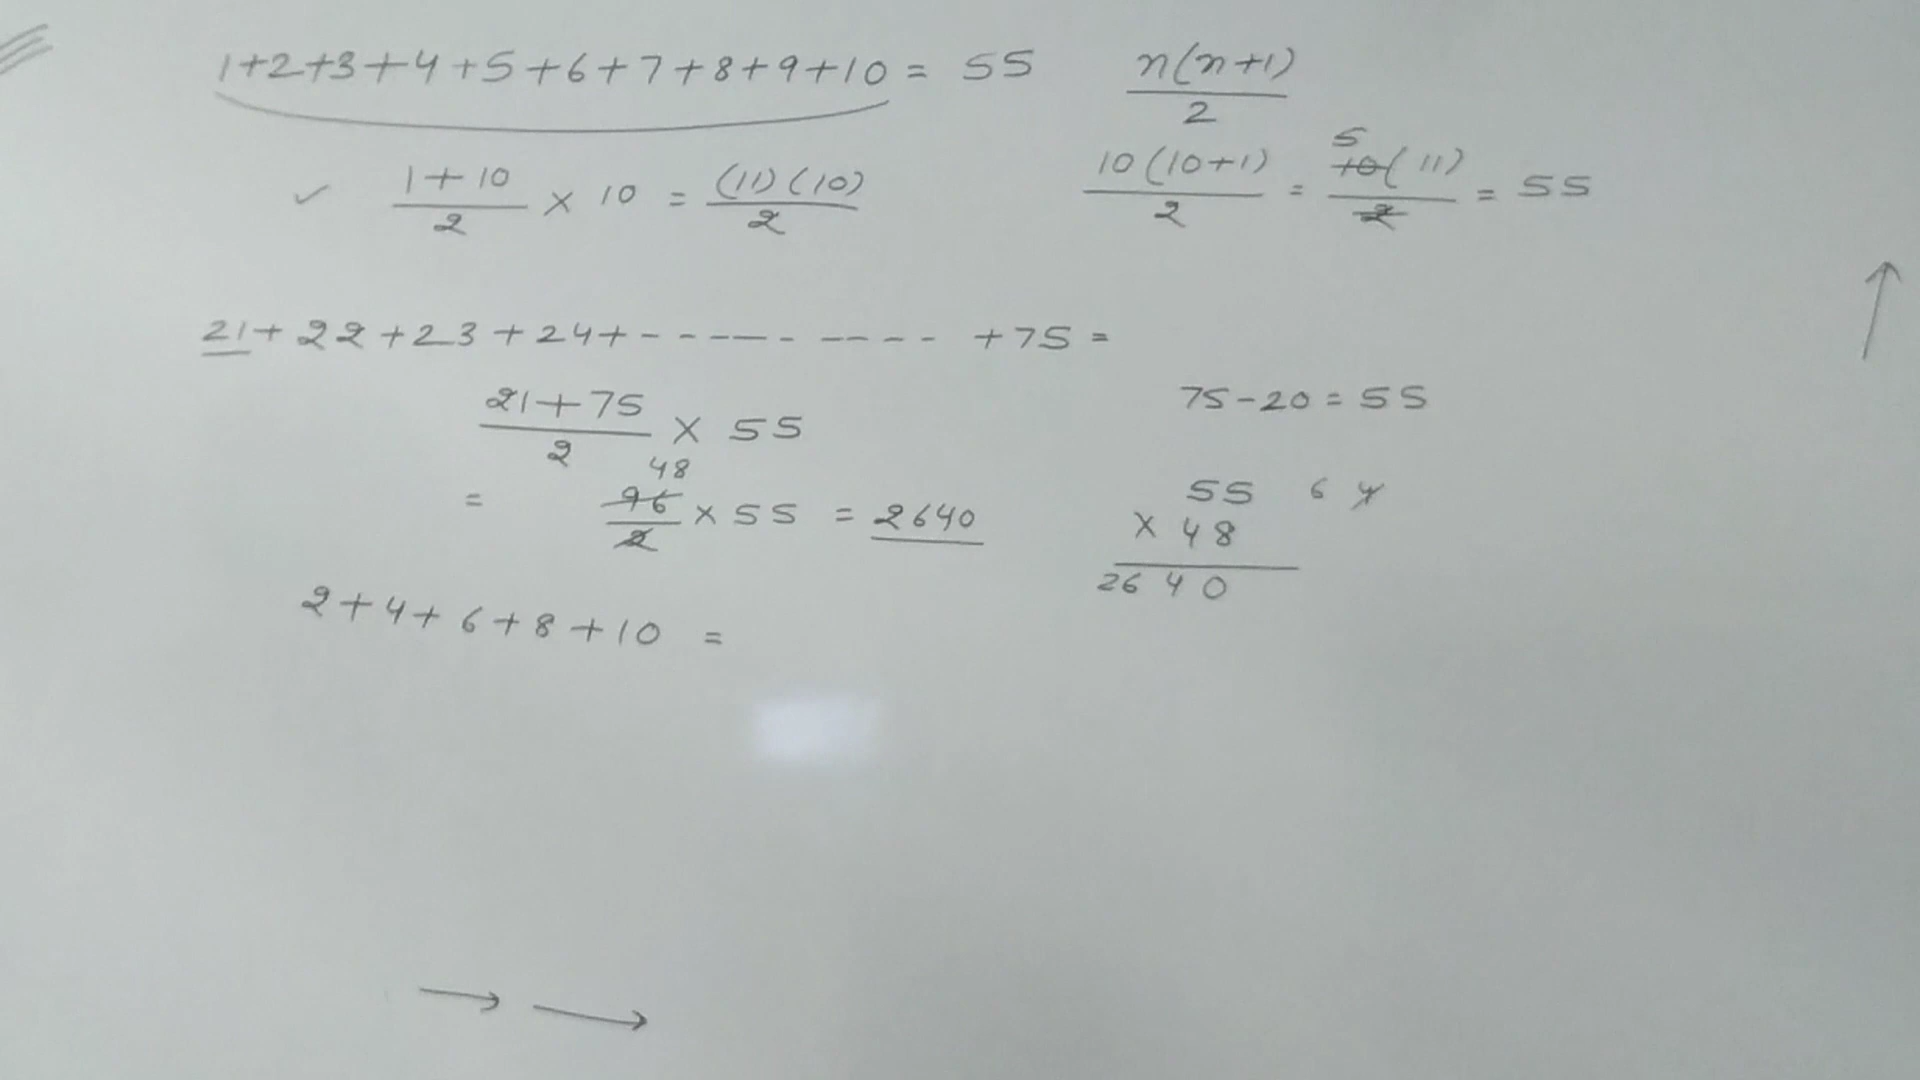 1+2+3+4+5+6+7+8+9+10 = 55
n(n+1)/2
✓ (1+10)/2 × 10 = (11)(10)/2
10(10+1)/2 = 5 10(11)/2 = 55
21+22+23+24+---------- +75 =
(21+75)/2 × 55
75-20 = 55
= 48 96/2 × 55 = 2640
55 6 4
× 48
2640
2+4+6+8+10 =